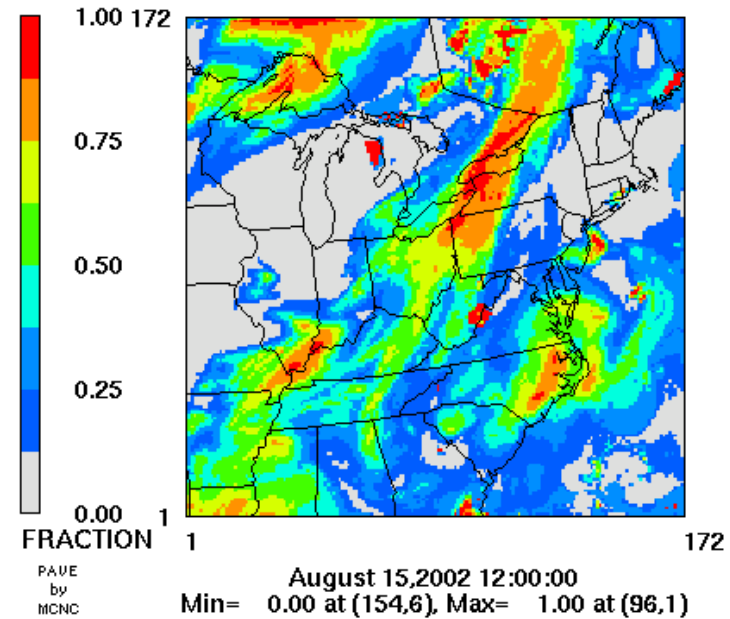 1.00
172
0.75
0.50
0.25
0.00
1
FRACTION
1
172
PAVE
by
MCNC
August 15,2002 12:00:00
Min= 0.00 at (154,6), Max= 1.00 at (96,1)